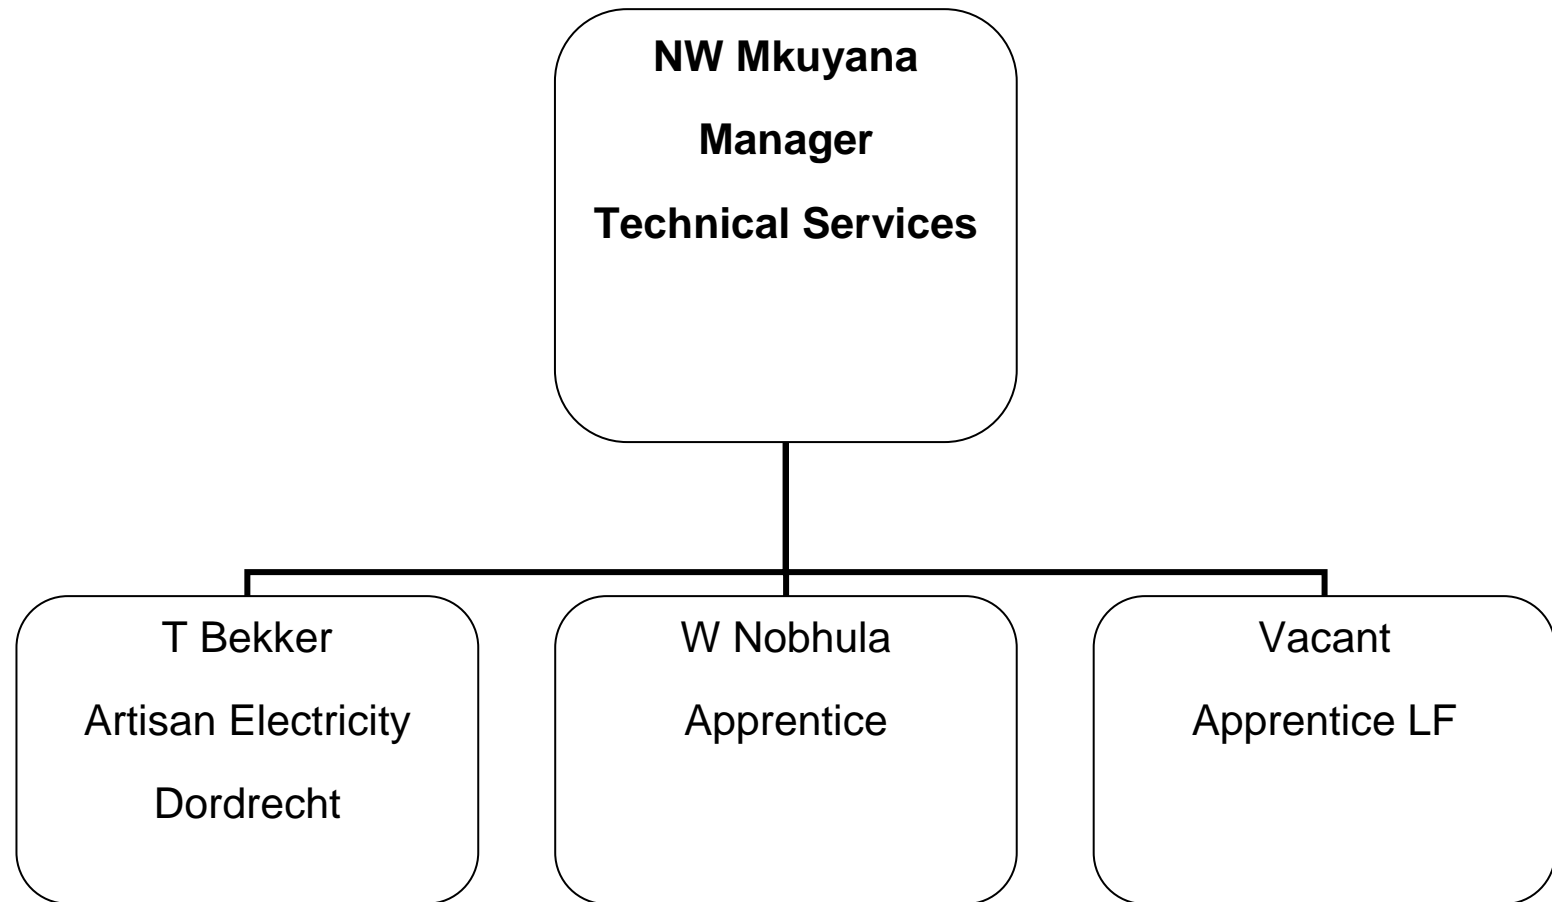 NW Mkuyana
Manager
Technical Services
T Bekker
Artisan Electricity
Dordrecht
W Nobhula
Apprentice
Vacant
Apprentice LF